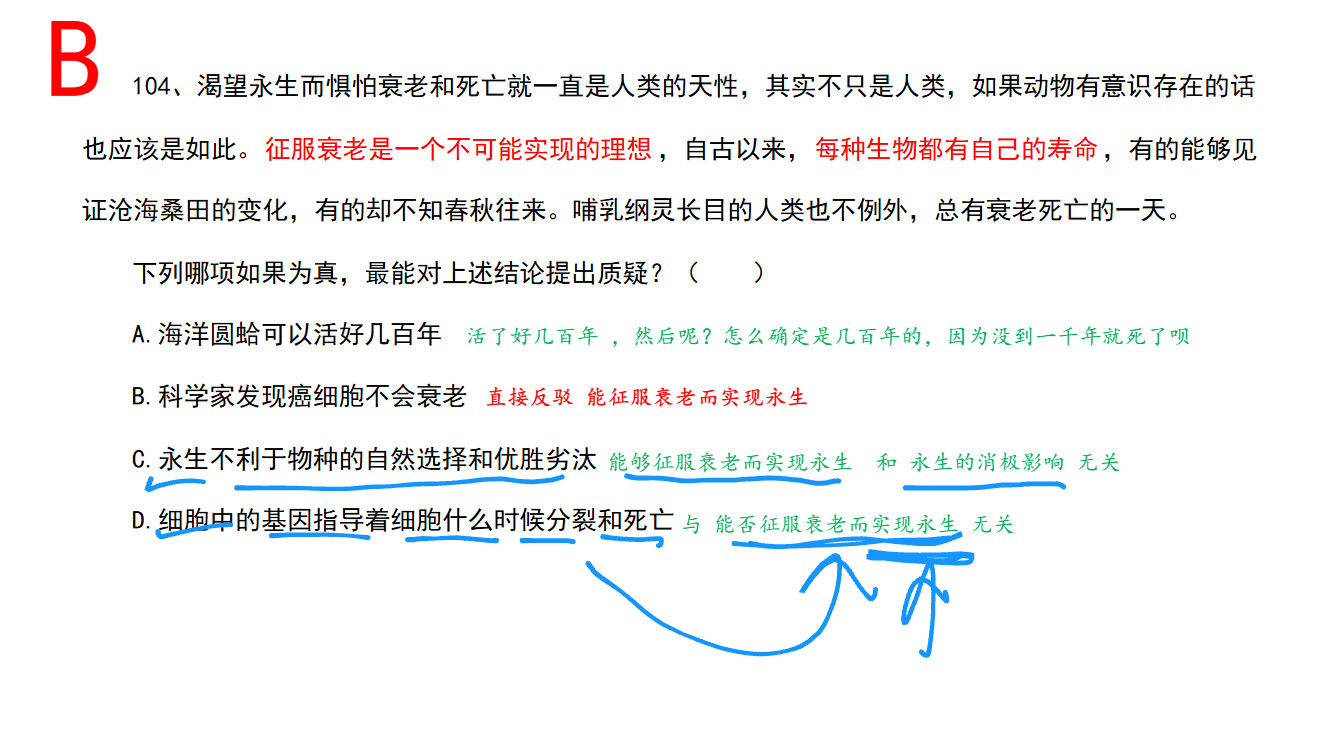 B
104、渴望永生而惧怕衰老和死亡就一直是人类的天性，其实不只是人类，如果动物有意识存在的话
也应该是如此。征服衰老是一个不可能实现的理想，自古以来，每种生物都有自己的寿命，有的能够见
证沧海桑田的变化，有的却不知春秋往来。哺乳纲灵长目的人类也不例外，总有衰老死亡的一天。
下列哪项如果为真，最能对上述结论提出质疑？（　　）
A.海洋圆蛤可以活好几百年 活了好几百年 ，然后呢？怎么确定是几百年的，因为没到一千年就死了呗
B.科学家发现癌细胞不会衰老 直接反驳 能征服衰老而实现永生
C.永生不利于物种的自然选择和优胜劣汰 能够征服衰老而实现永生 和 永生的消极影响 无关
D.细胞中的基因指导着细胞什么时候分裂和死亡 与 能否征服衰老而实现永生 无关